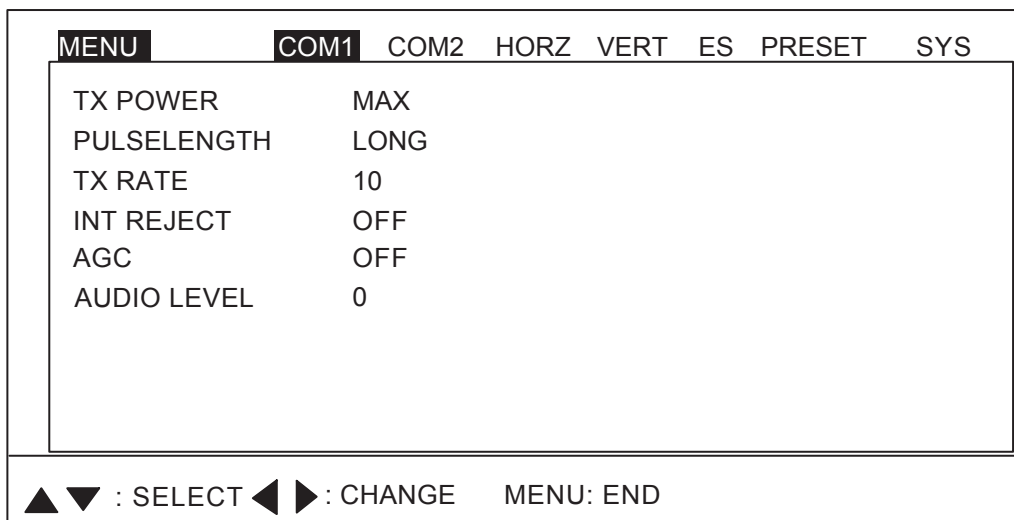 MENU COM1 COM2 HORZ VERT ES PRESET SYS
TX POWER MAX
PULSELENGTH LONG
TX RATE 10
INT REJECT OFF
AGC OFF
AUDIO LEVEL 0
▲ ▼ : SELECT ◀ ▶ : CHANGE MENU: END